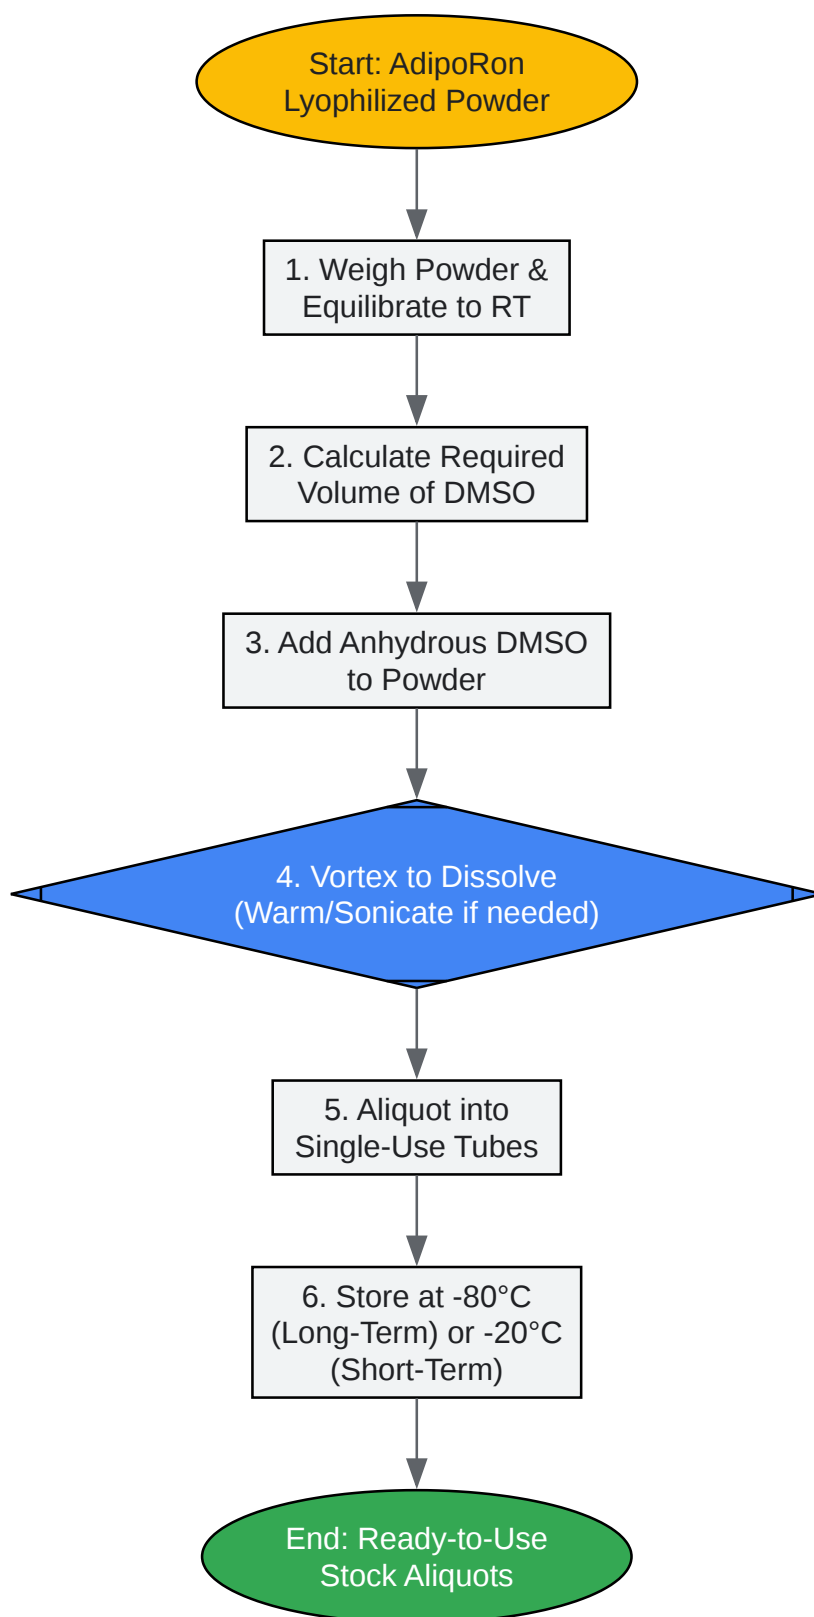 Start: AdipoRon
Lyophilized Powder
1. Weigh Powder &
Equilibrate to RT
2. Calculate Required
Volume of DMSO
3. Add Anhydrous DMSO
to Powder
4. Vortex to Dissolve
(Warm/Sonicate if needed)
5. Aliquot into
Single-Use Tubes
6. Store at -80°C
(Long-Term) or -20°C
(Short-Term)
End: Ready-to-Use
Stock Aliquots